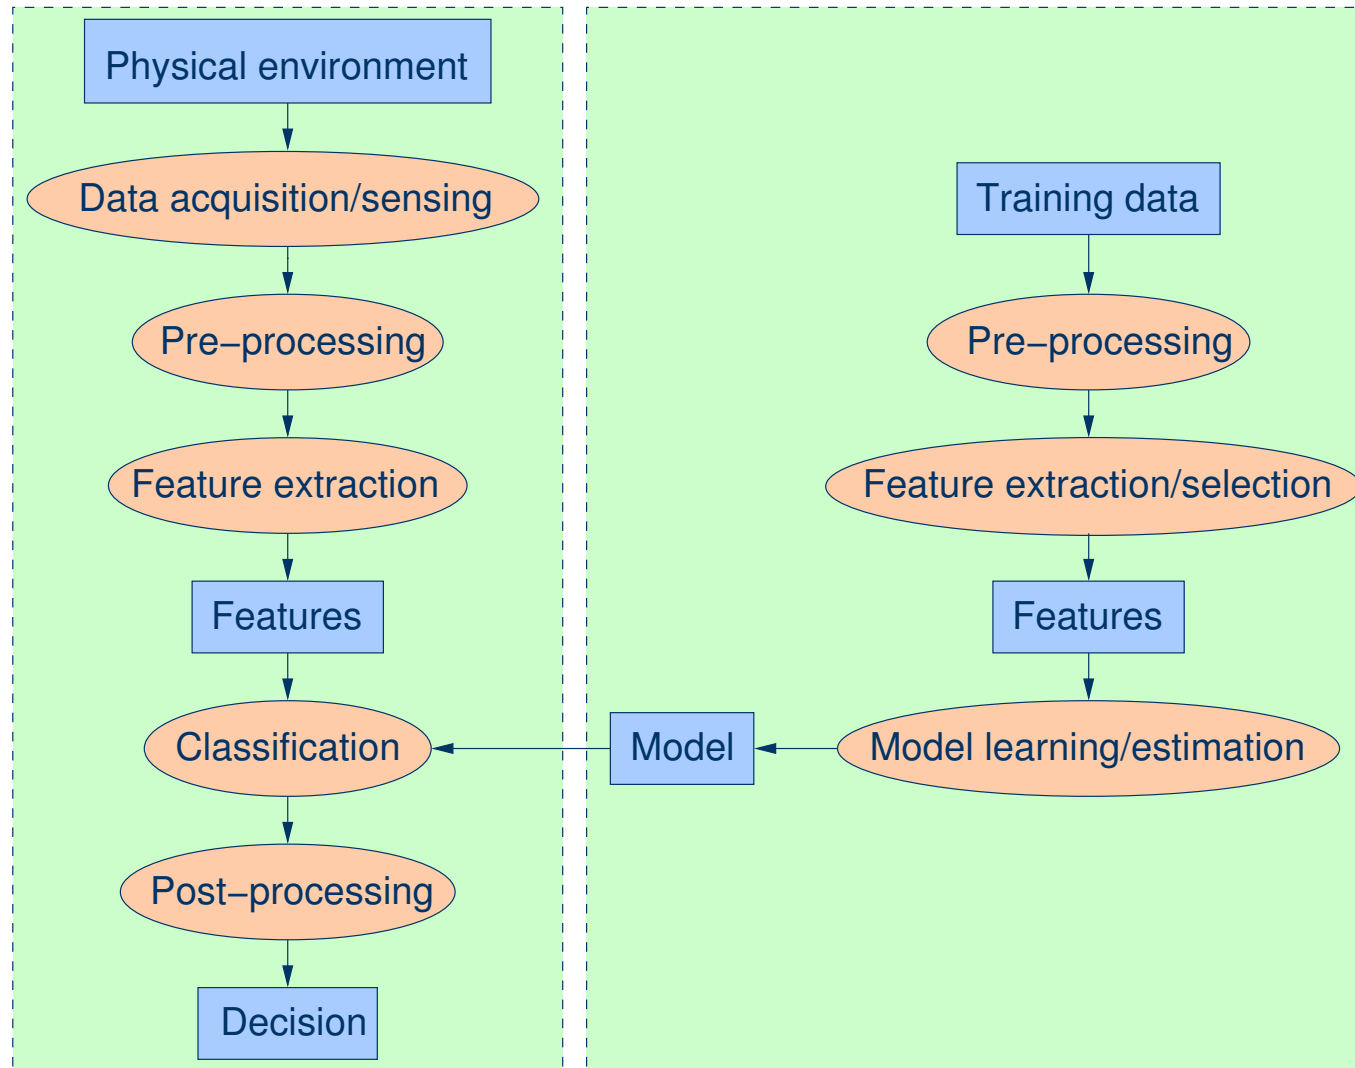 Physical environment
Data acquisition/sensing
Pre−processing
Feature extraction
Features
Classification
Post−processing
Decision
Training data
Pre−processing
Feature extraction/selection
Features
Model learning/estimation
Model